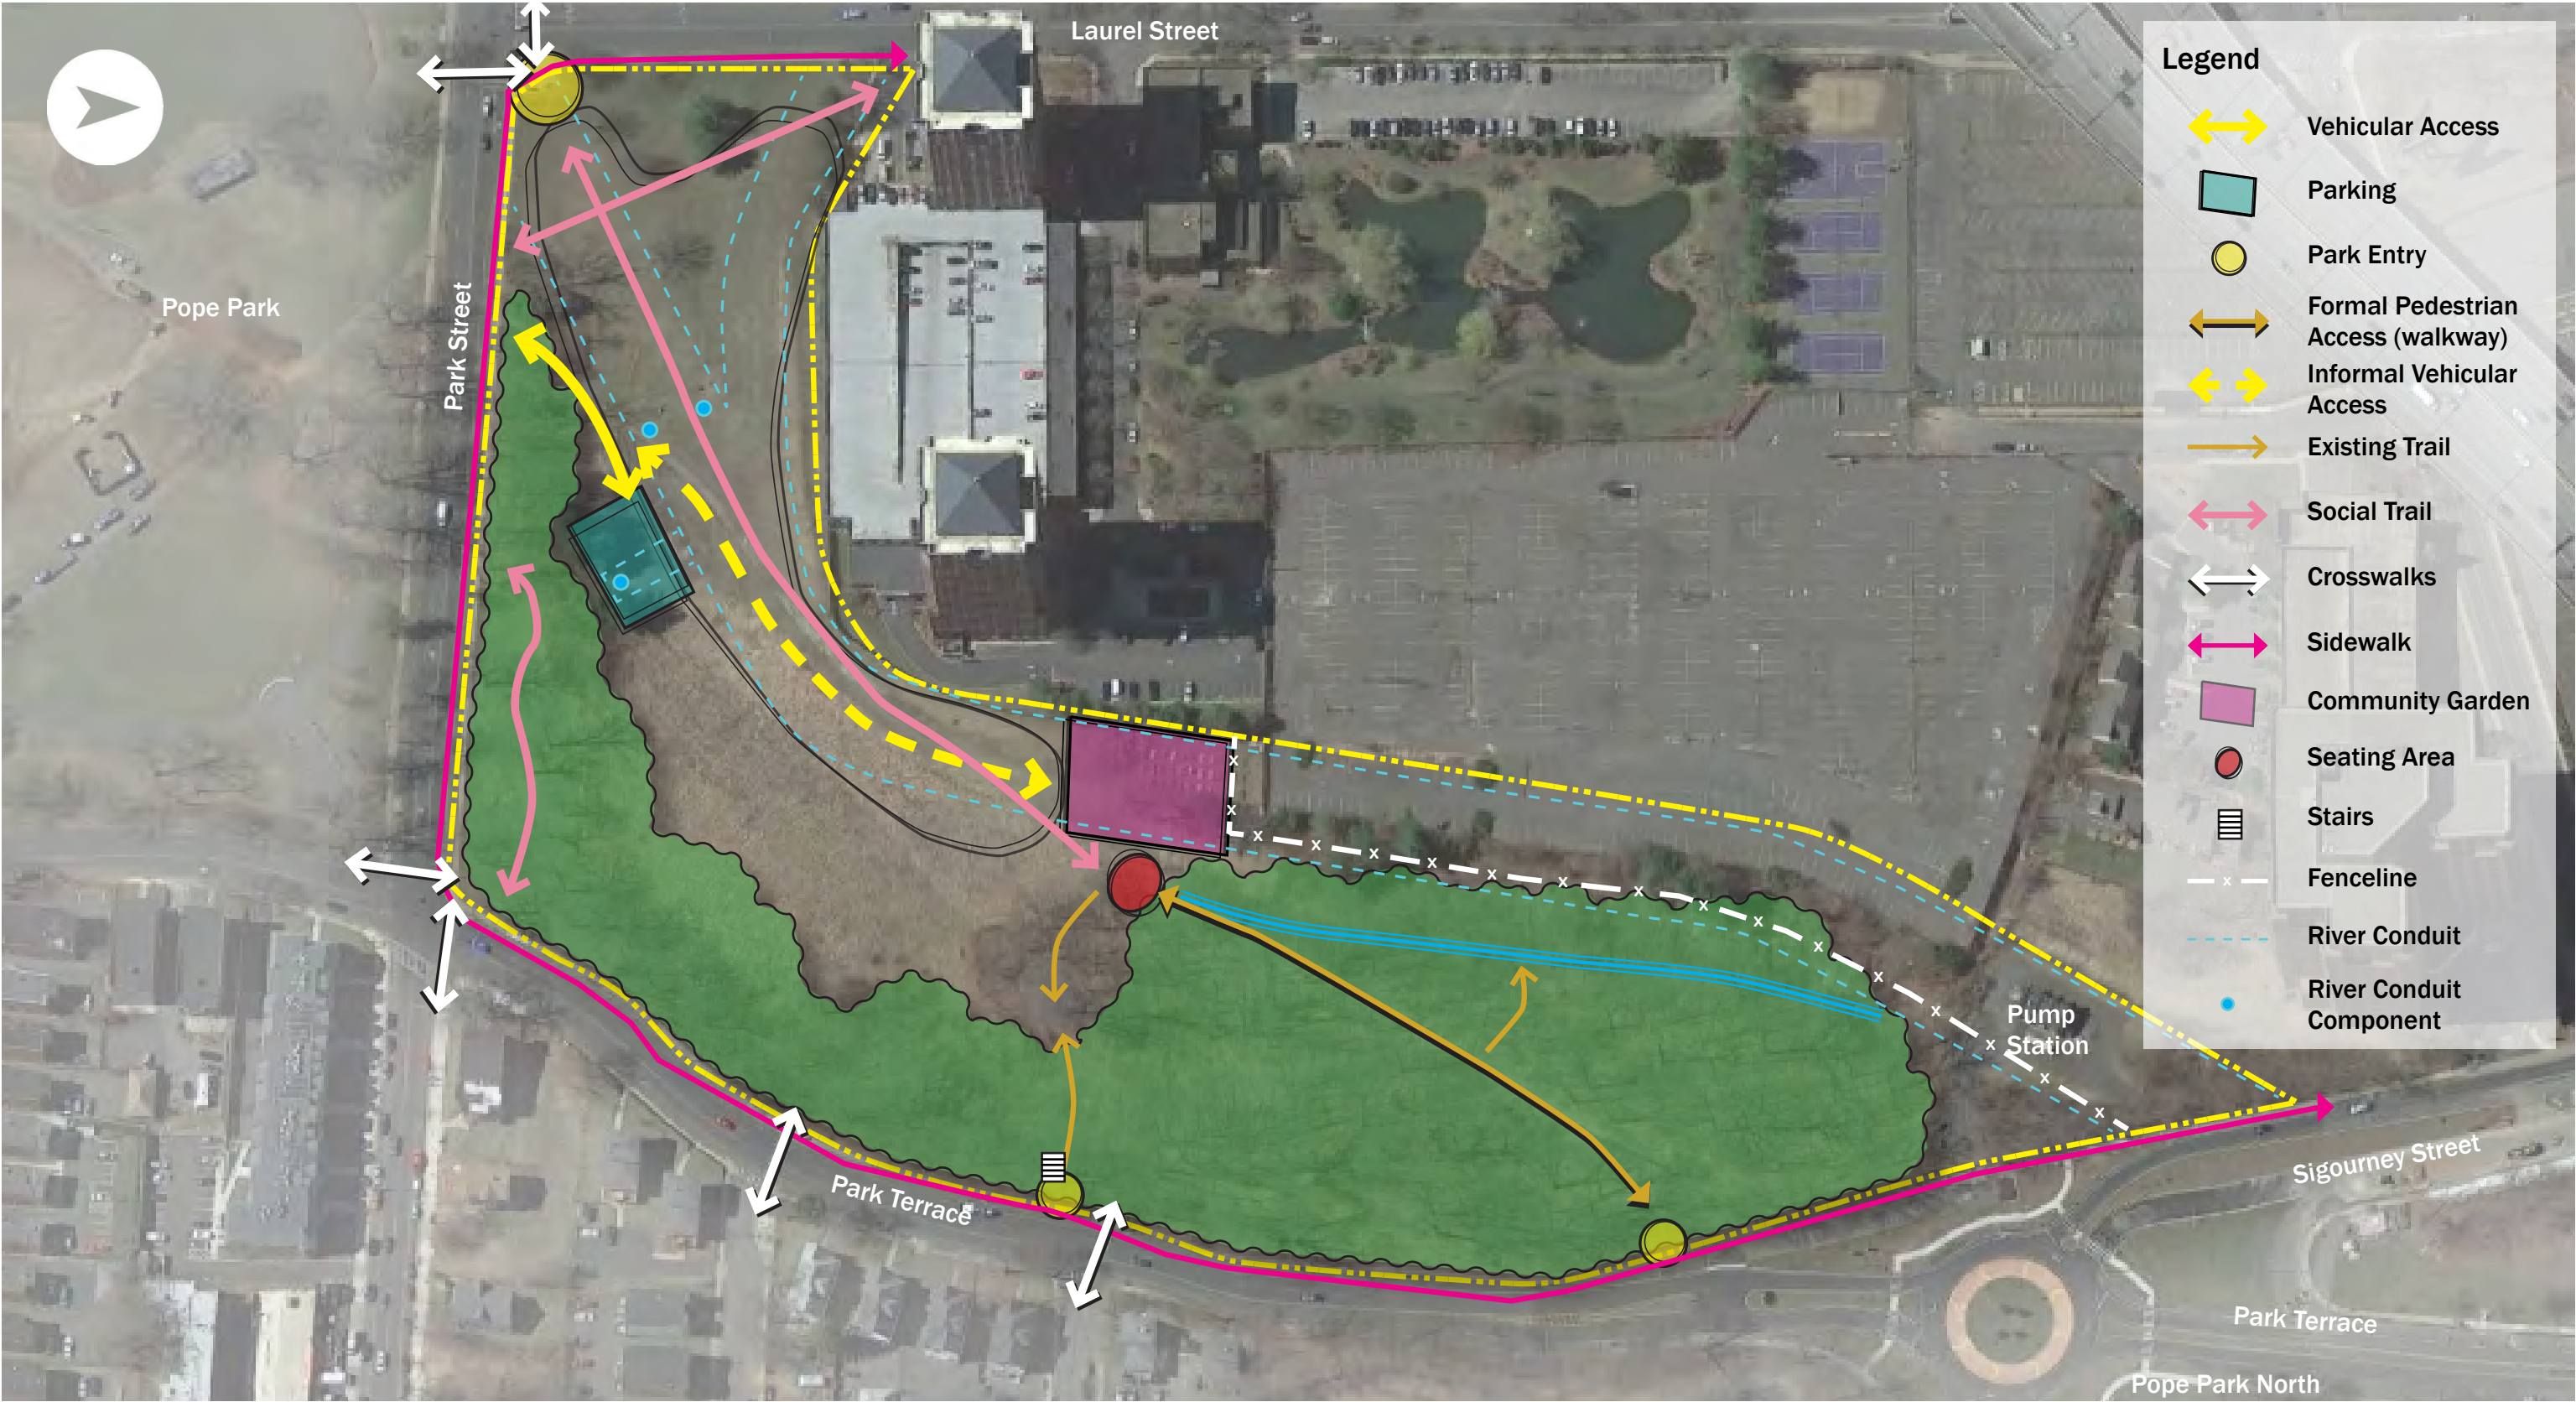 Laurel Street
Pope Park
Park Street
Park Terrace
Pump
Station
Sigourney Street
Park Terrace
Pope Park North
Legend
Vehicular Access
Parking
Park Entry
Formal Pedestrian
Access (walkway)
Informal Vehicular
Access
Existing Trail
Social Trail
Crosswalks
Sidewalk
Community Garden
Seating Area
Stairs
x
Fenceline
River Conduit
River Conduit
Component